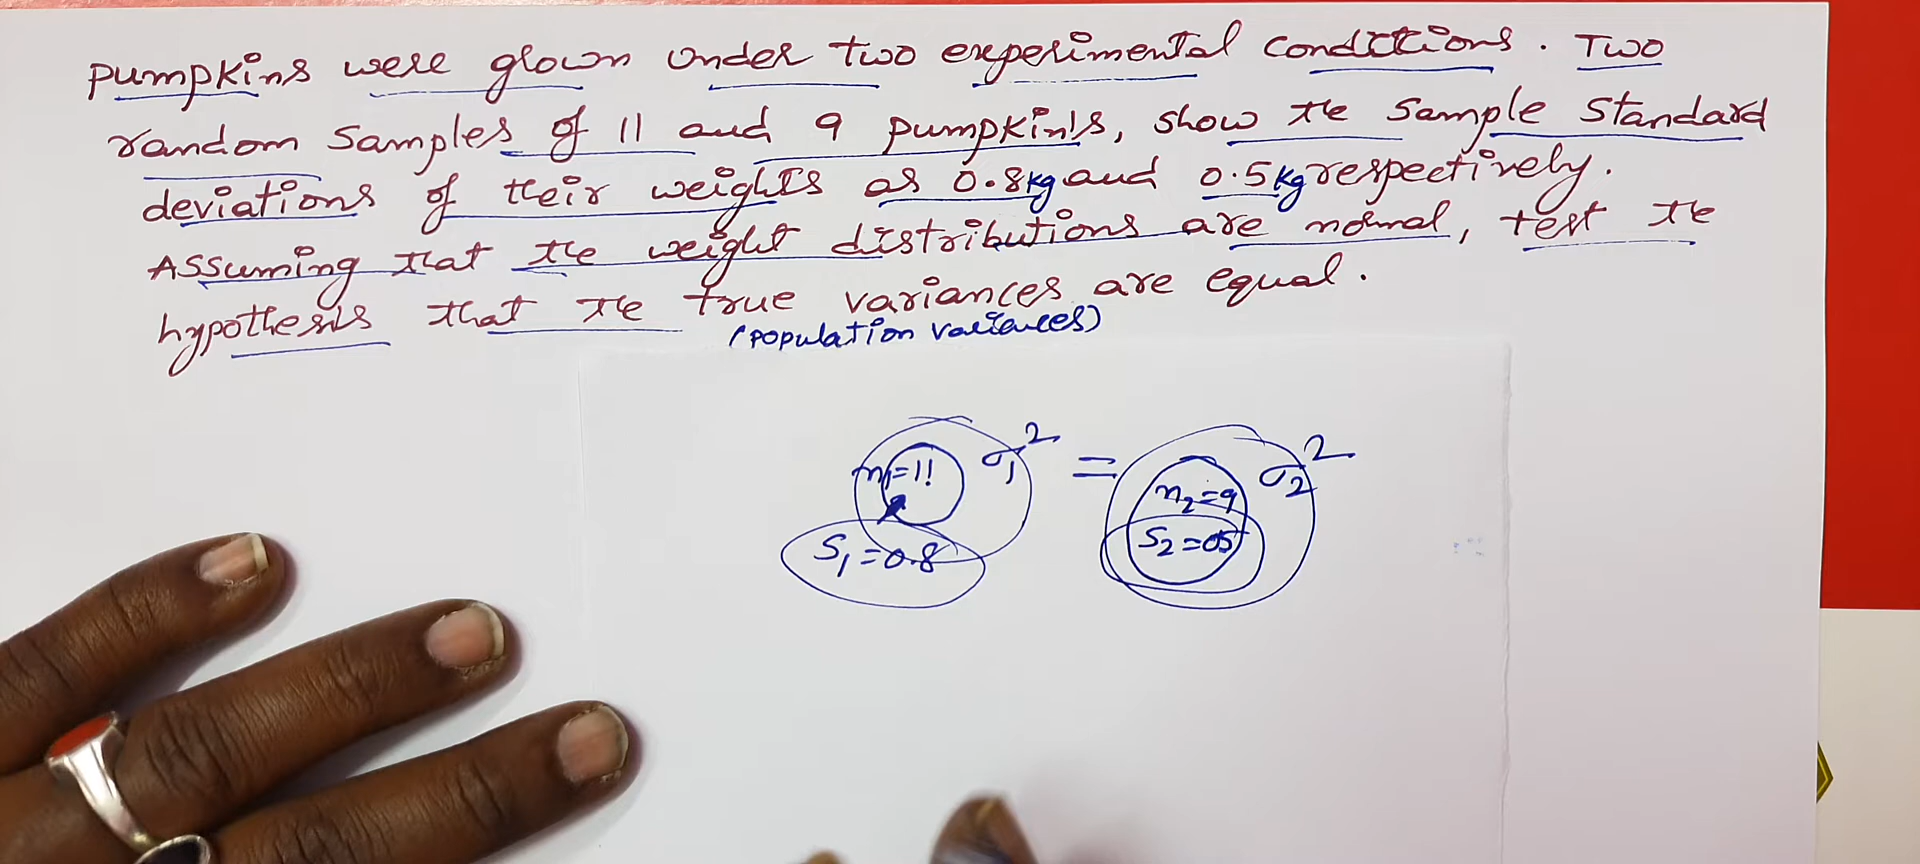 Pumpkins were grown under two experimental conditions. Two
random samples of 11 and 9 pumpkins, show the sample standard
deviations of their weights as 0.8kg and 0.5kg respectively.
Assuming that the weight distributions are normal, test the
hypothesis that the true variances are equal.
(population variances)
n₁=11 σ₁² = n₂=9 σ₂²
S₁=0.8 S₂=05